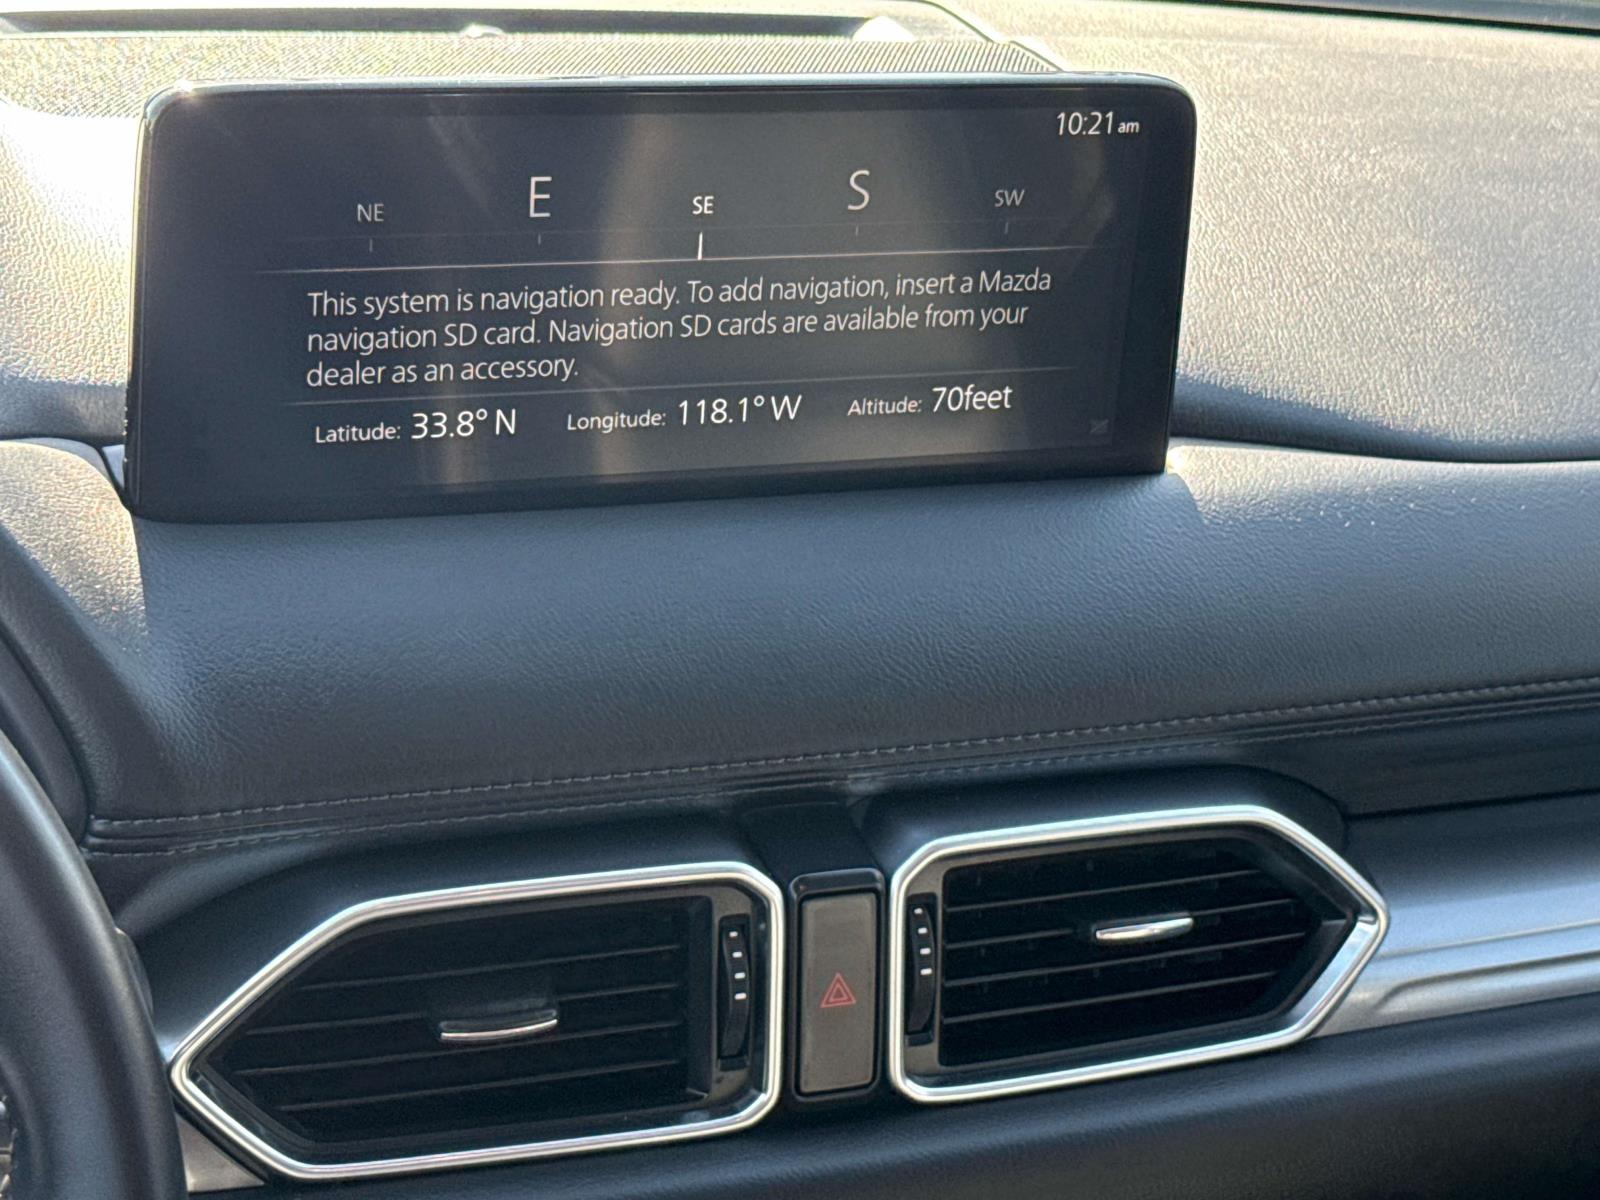 10:21 am
NE E SE S SW
This system is navigation ready. To add navigation, insert a Mazda
navigation SD card. Navigation SD cards are available from your
dealer as an accessory.
Latitude: 33.8° N Longitude: 118.1° W Altitude: 70feet